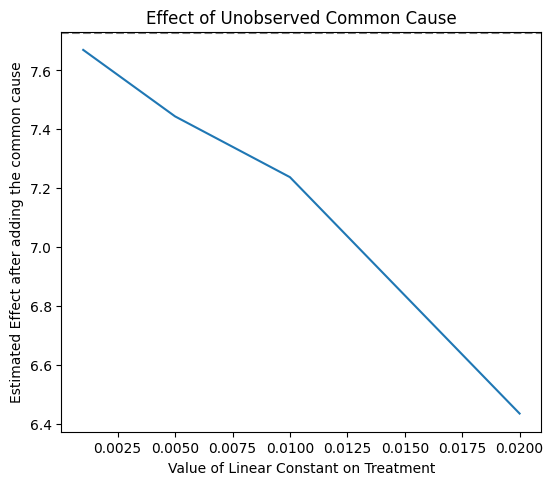 Effect of Unobserved Common Cause
Estimated Effect after adding the common cause
7.6
7.4
7.2
7.0
6.8
6.6
6.4
0.0025 0.0050 0.0075 0.0100 0.0125 0.0150 0.0175 0.0200
Value of Linear Constant on Treatment